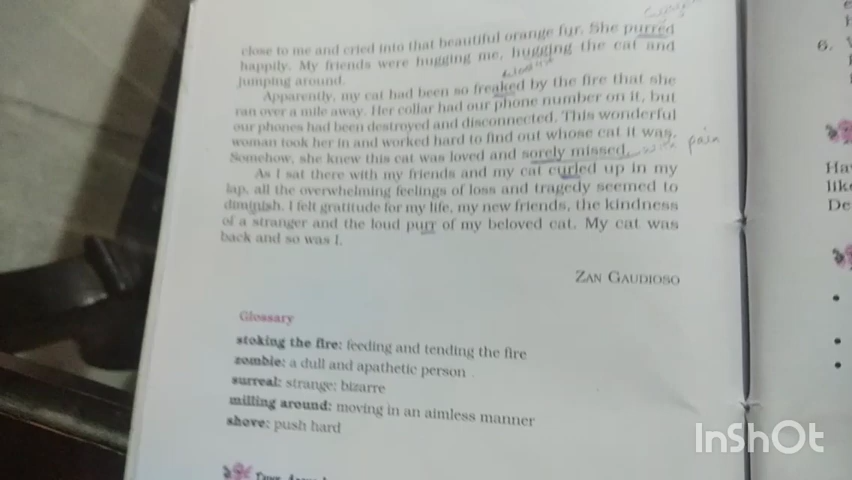 close to me and cried into that beautiful orange fur. She purred
happily. My friends were hugging me, hugging the cat and
jumping around.
Apparently, my cat had been so freaked by the fire that she
ran over a mile away. Her collar had our phone number on it, but
our phones had been destroyed and disconnected. This wonderful
woman took her in and worked hard to find out whose cat it was.
Somehow, she knew this cat was loved and sorely missed. with pain
As I sat there with my friends and my cat curled up in my
lap, all the overwhelming feelings of loss and tragedy seemed to
diminish. I felt gratitude for my life, my new friends, the kindness
of a stranger and the loud purr of my beloved cat. My cat was
back and so was I.
ZAN GAUDIOSO
Glossary
stoking the fire: feeding and tending the fire
zombie: a dull and apathetic person
surreal: strange: bizarre
milling around: moving in an aimless manner
shove: push hard
6.
Ha
lik
De
InShOt